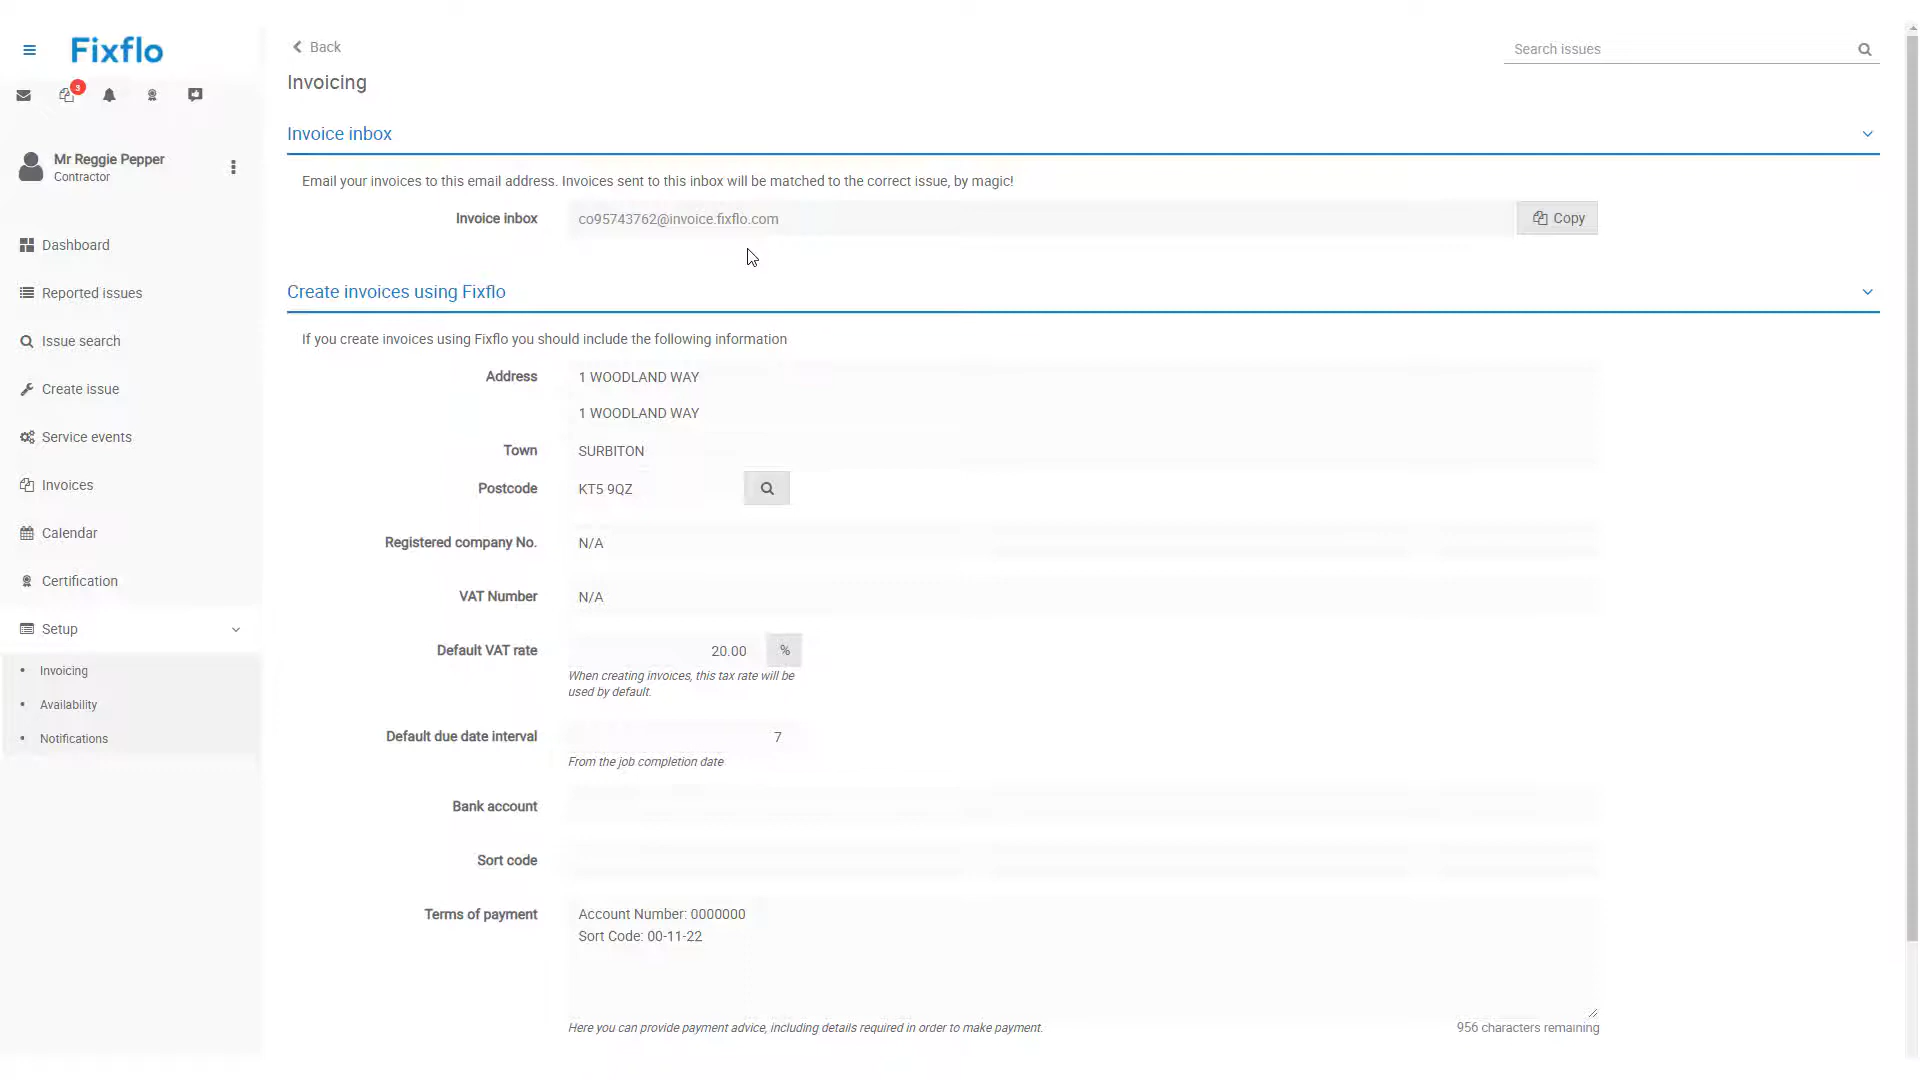 Fixflo
3
Mr Reggie Pepper
Contractor
Dashboard
Reported issues
Issue search
Create issue
Service events
Invoices
Calendar
Certification
Setup
Invoicing
Availability
Notifications
Back
Search issues
Invoicing
Invoice inbox
Email your invoices to this email address. Invoices sent to this inbox will be matched to the correct issue, by magic!
Invoice inbox co95743762@invoice.fixflo.com Copy
Create invoices using Fixflo
If you create invoices using Fixflo you should include the following information
Address 1 WOODLAND WAY
1 WOODLAND WAY
Town SURBITON
Postcode KT5 9QZ
Registered company No. N/A
VAT Number N/A
Default VAT rate 20.00 %
When creating invoices, this tax rate will be
used by default.
Default due date interval 7
From the job completion date
Bank account
Sort code
Terms of payment Account Number: 0000000
Sort Code: 00-11-22
Here you can provide payment advice, including details required in order to make payment. 956 characters remaining